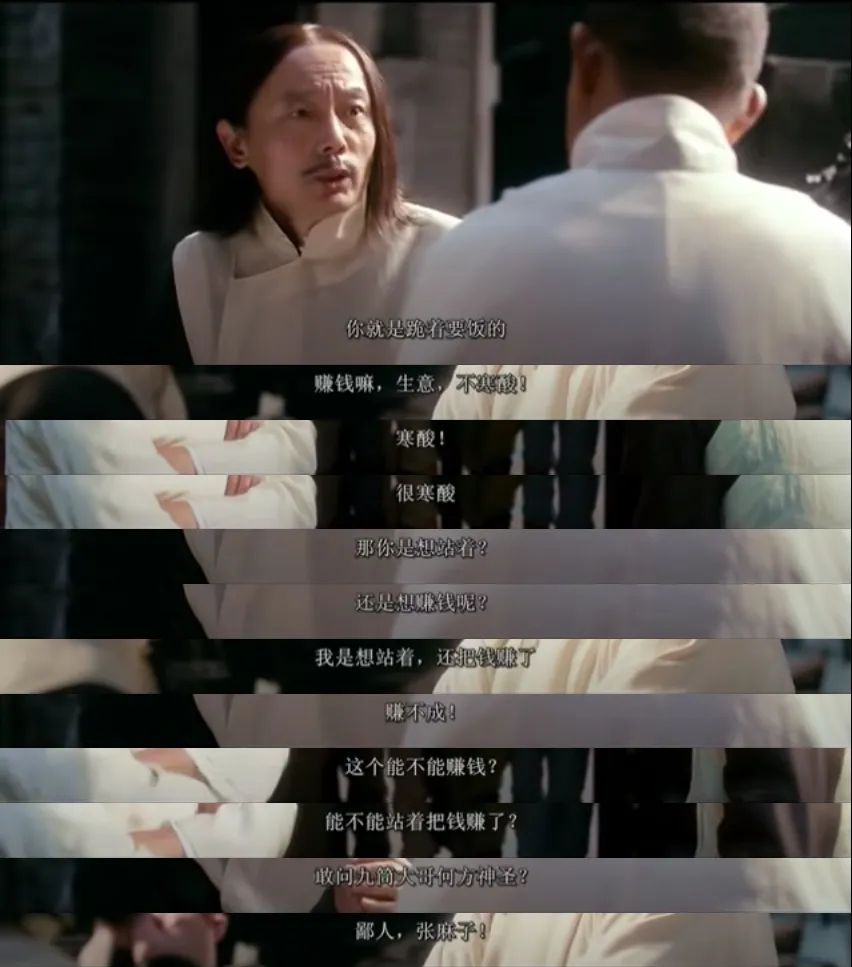 你就是跪着要饭的
赚钱嘛，生意，不寒酸！
寒酸！
很寒酸
那你是想站着？
还是想赚钱呢？
我是想站着，还把钱赚了
赚不成！
这个能不能赚钱？
能不能站着把钱赚了？
敢问九筒大哥何方神圣？
鄙人，张麻子！